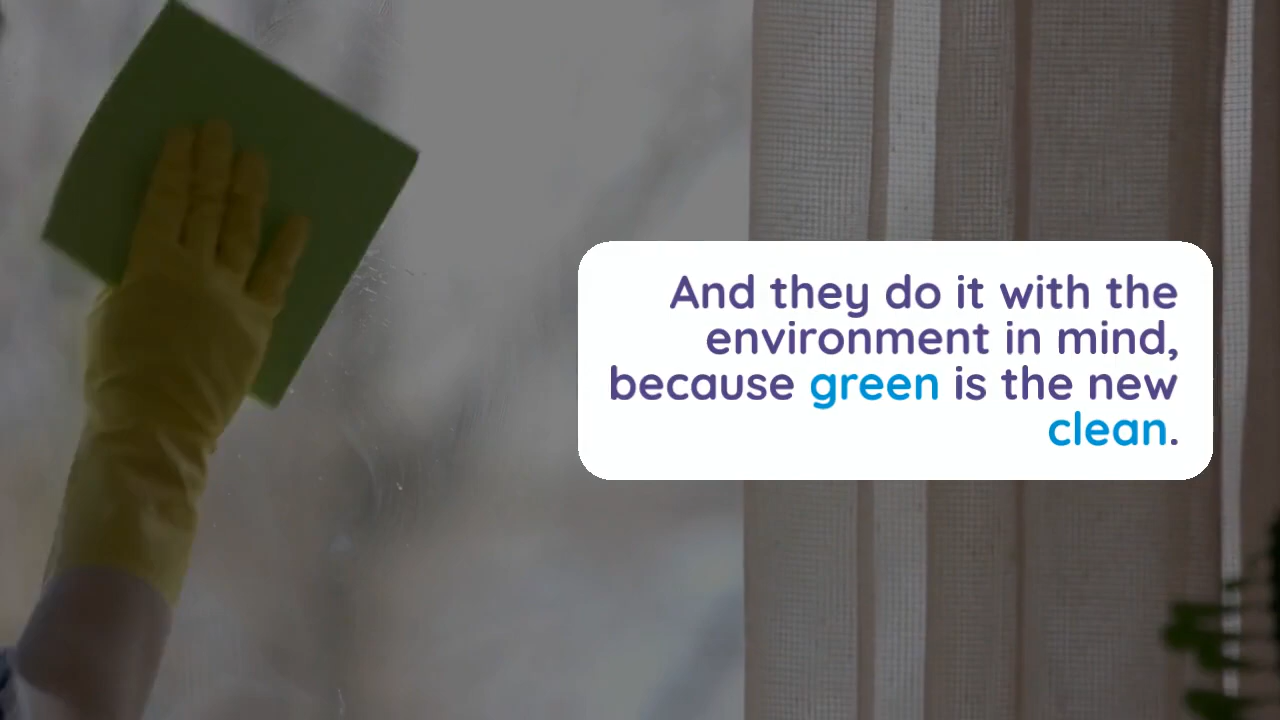 And they do it with the
environment in mind,
because green is the new
clean.